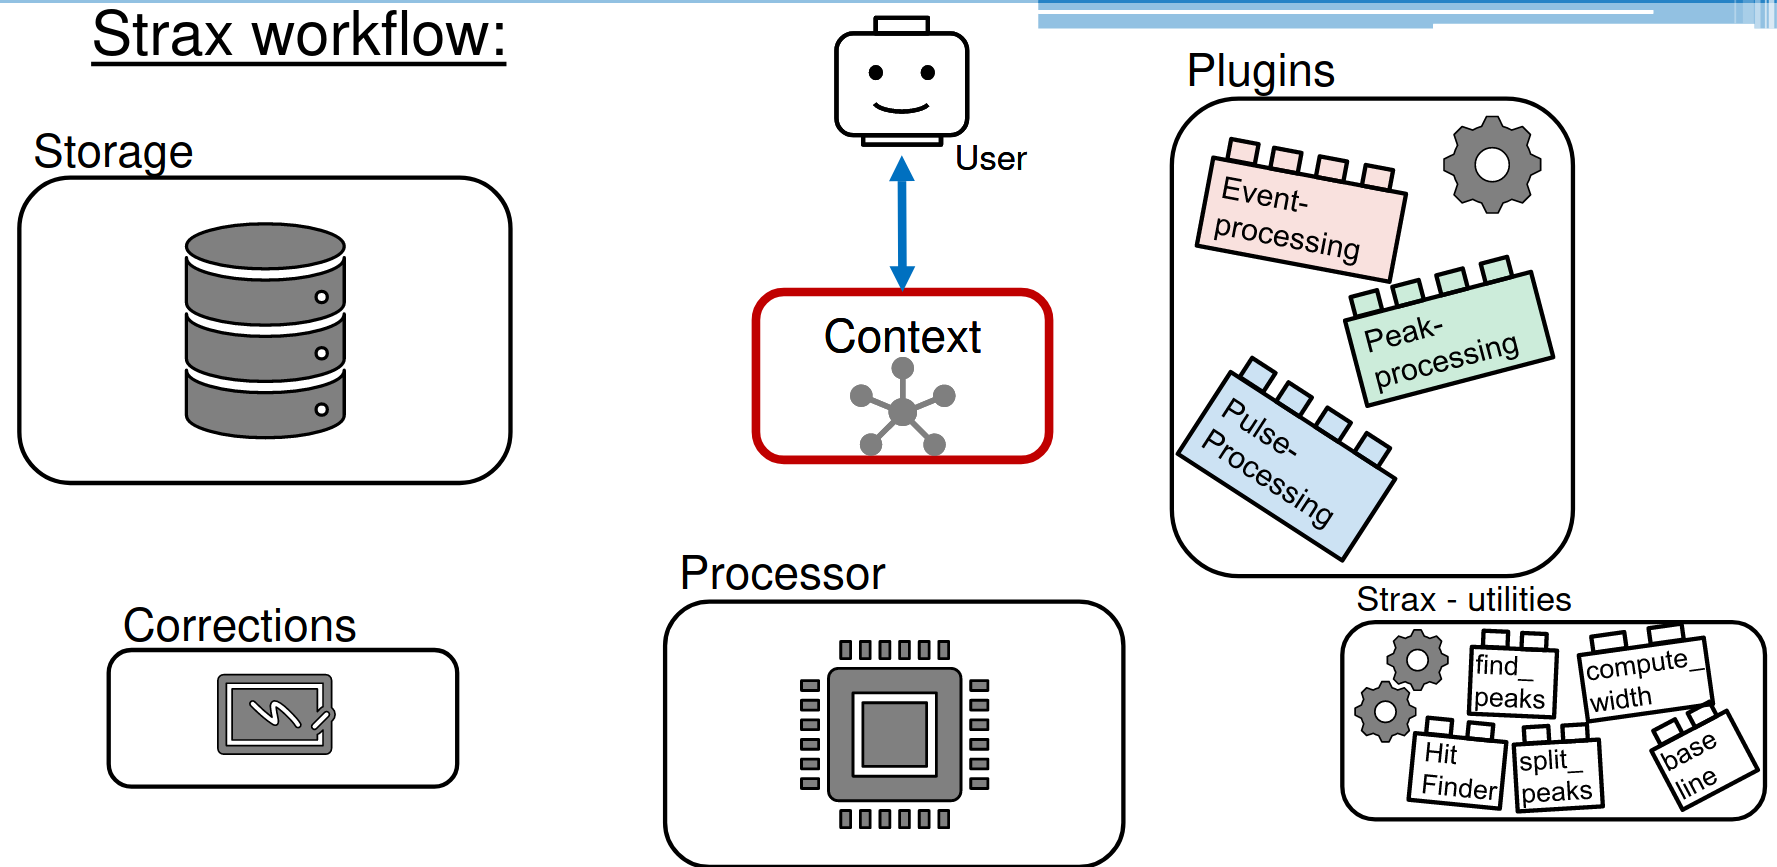 Strax workflow:
Storage
User
Context
Plugins
Event-
processing
Peak-
processing
Pulse-
Processing
Processor
Corrections
Strax - utilities
find_
peaks
compute_
width
Hit
Finder
split_
peaks
base
line